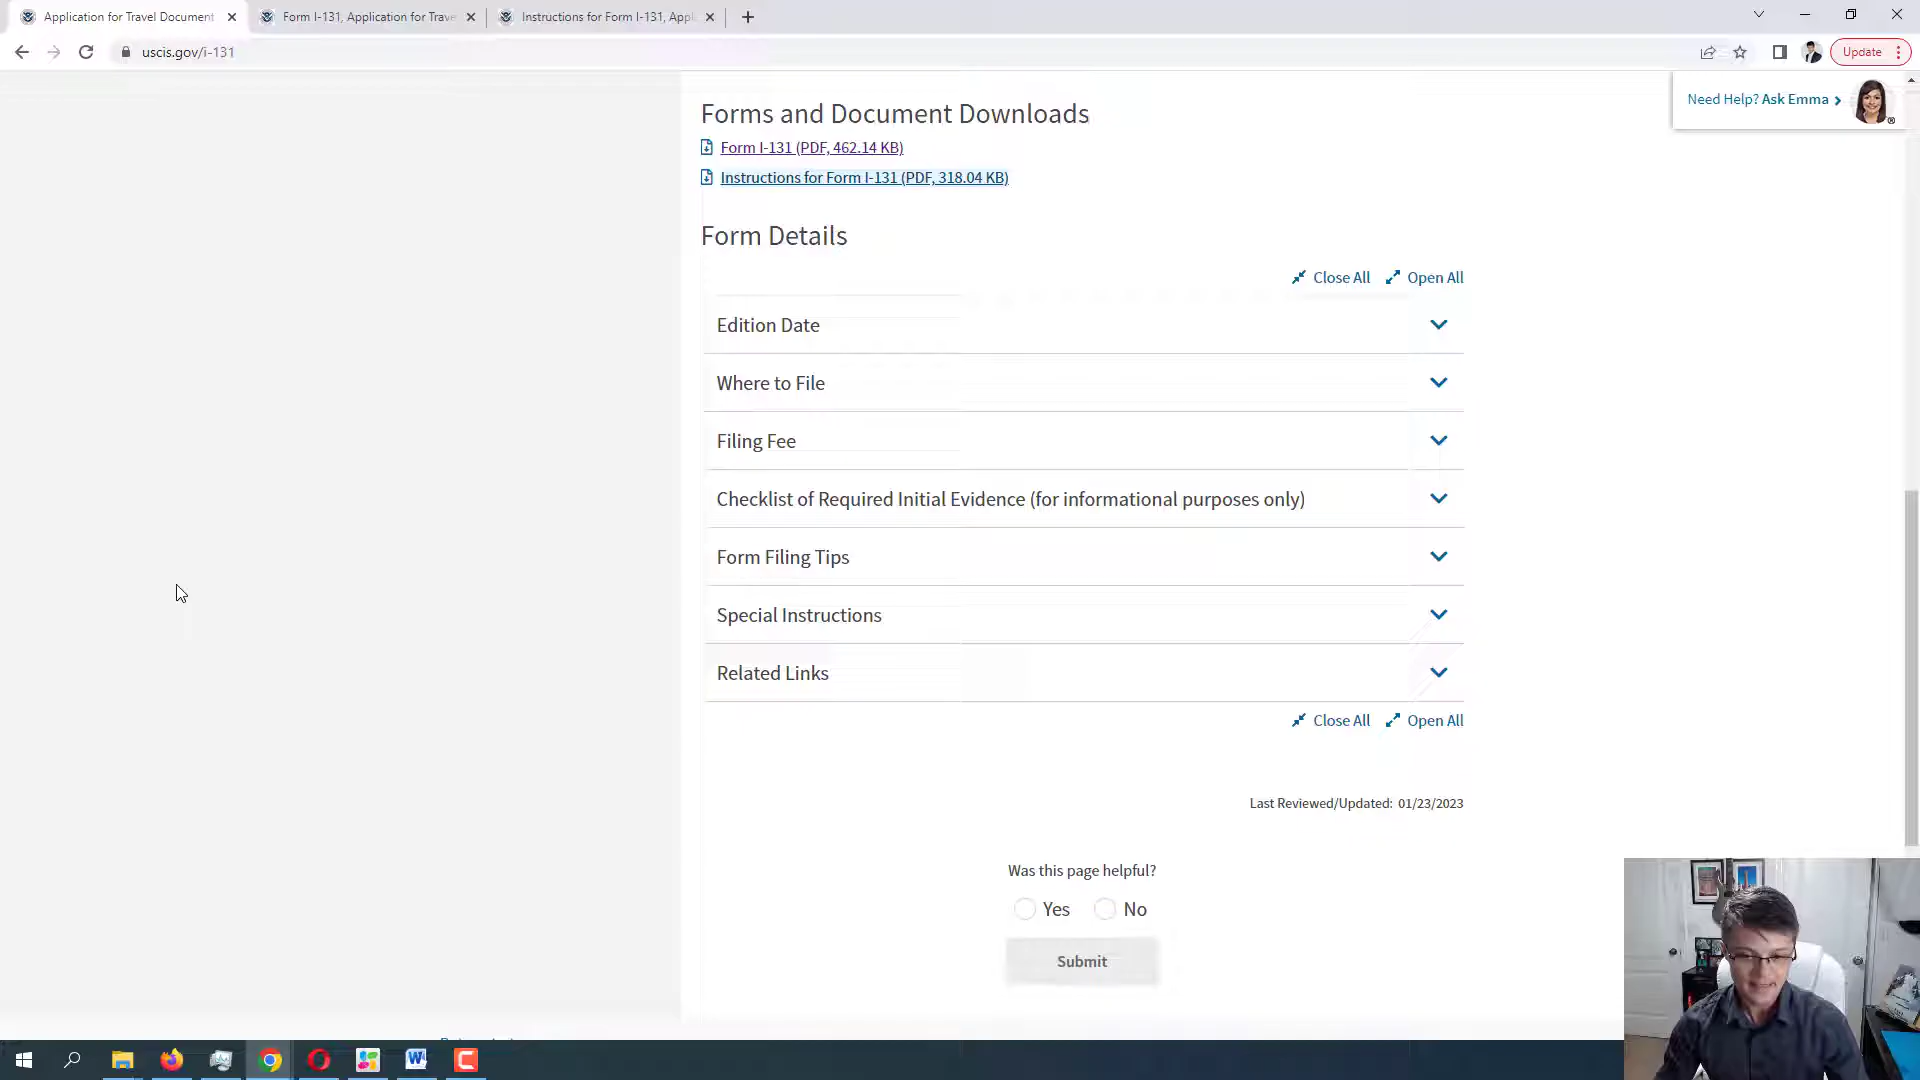 Application for Travel Document
Form I-131, Application for Trave
Instructions for Form I-131, Appl
uscis.gov/i-131
Update
Need Help? Ask Emma
Forms and Document Downloads
Form I-131 (PDF, 462.14 KB)
Instructions for Form I-131 (PDF, 318.04 KB)
Form Details
Close All Open All
Edition Date
Where to File
Filing Fee
Checklist of Required Initial Evidence (for informational purposes only)
Form Filing Tips
Special Instructions
Related Links
Close All Open All
Last Reviewed/Updated: 01/23/2023
Was this page helpful?
Yes No
Submit